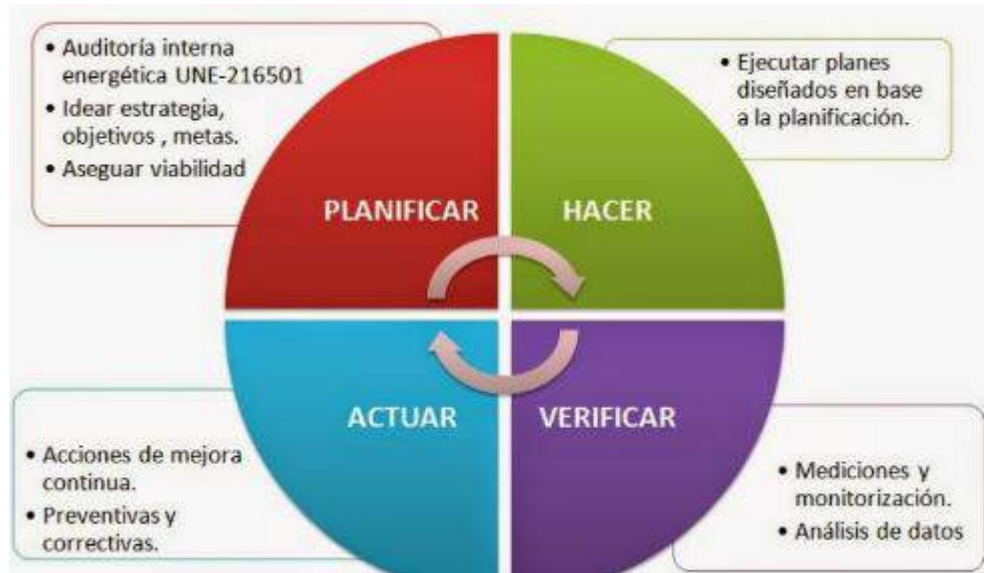 • Auditoría interna
energética UNE-216501
• Idear estrategia,
objetivos , metas.
• Aseguar viabilidad
• Ejecutar planes
diseñados en base
a la planificación.
PLANIFICAR
HACER
ACTUAR
VERIFICAR
• Acciones de mejora
continua.
• Preventivas y
correctivas.
• Mediciones y
monitorización.
• Análisis de datos